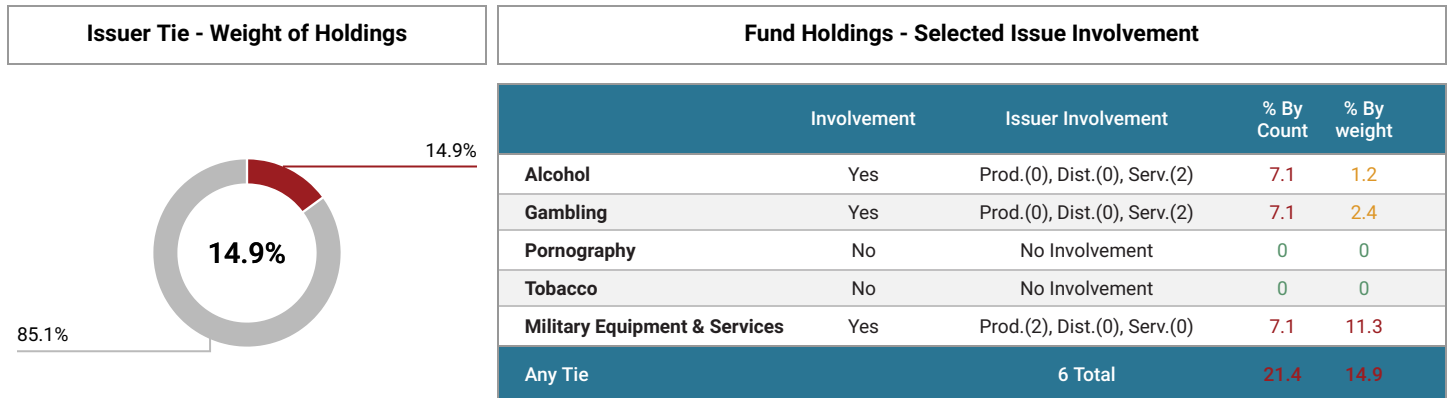 Issuer Tie - Weight of Holdings
14.9%
14.9%
85.1%
Fund Holdings - Selected Issue Involvement
Involvement Issuer Involvement % By Count % By weight
Alcohol Yes Prod.(0), Dist.(0), Serv.(2) 7.1 1.2
Gambling Yes Prod.(0), Dist.(0), Serv.(2) 7.1 2.4
Pornography No No Involvement 0 0
Tobacco No No Involvement 0 0
Military Equipment & Services Yes Prod.(2), Dist.(0), Serv.(0) 7.1 11.3
Any Tie 6 Total 21.4 14.9